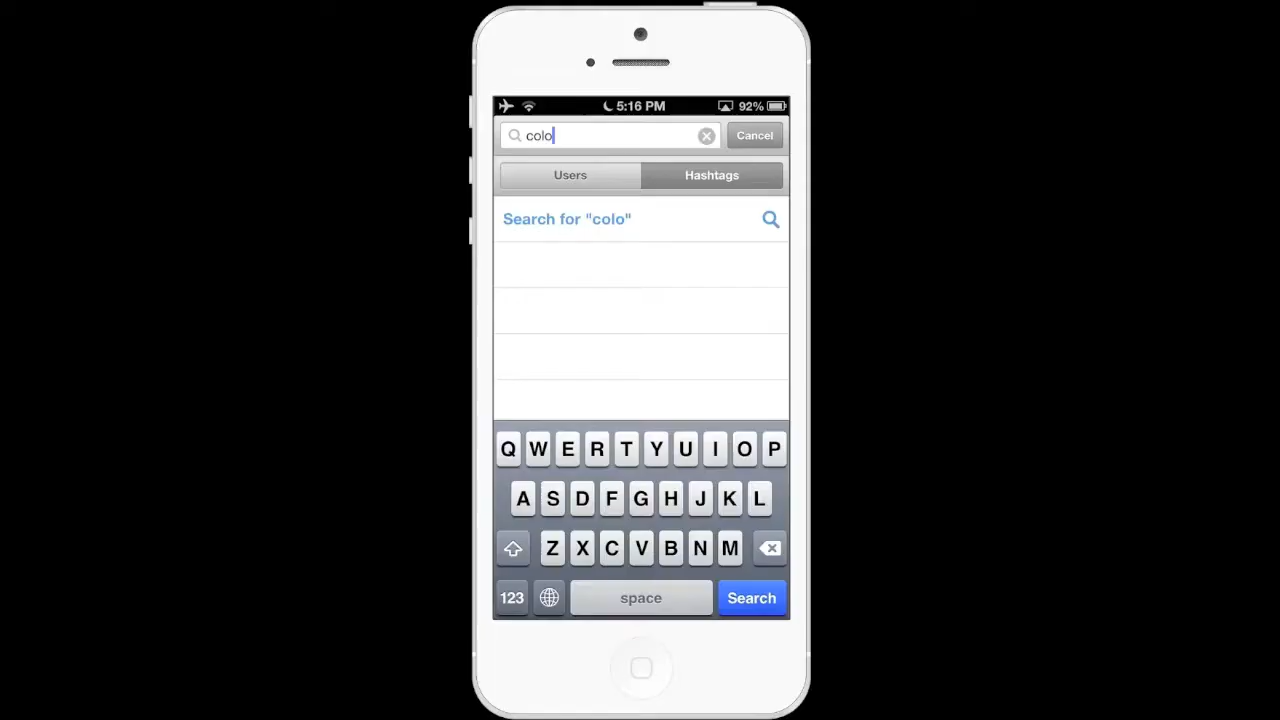 5:16 PM 92%
colo Cancel
Users Hashtags
Search for "colo"
Q W E R T Y U I O P
A S D F G H J K L
Z X C V B N M
123 space Search